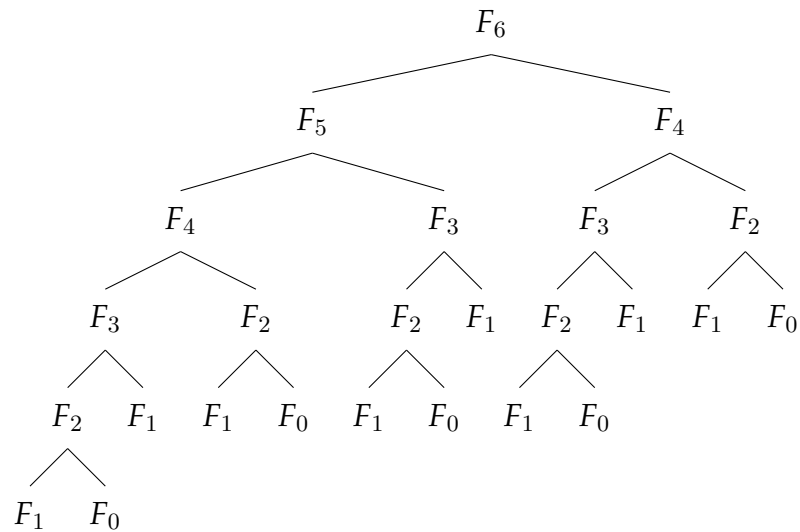 F₆
F₅ F₄
F₄ F₃ F₃ F₂
F₃ F₂ F₂ F₁ F₂ F₁ F₁ F₀
F₂ F₁ F₁ F₀ F₁ F₀ F₁ F₀
F₁ F₀